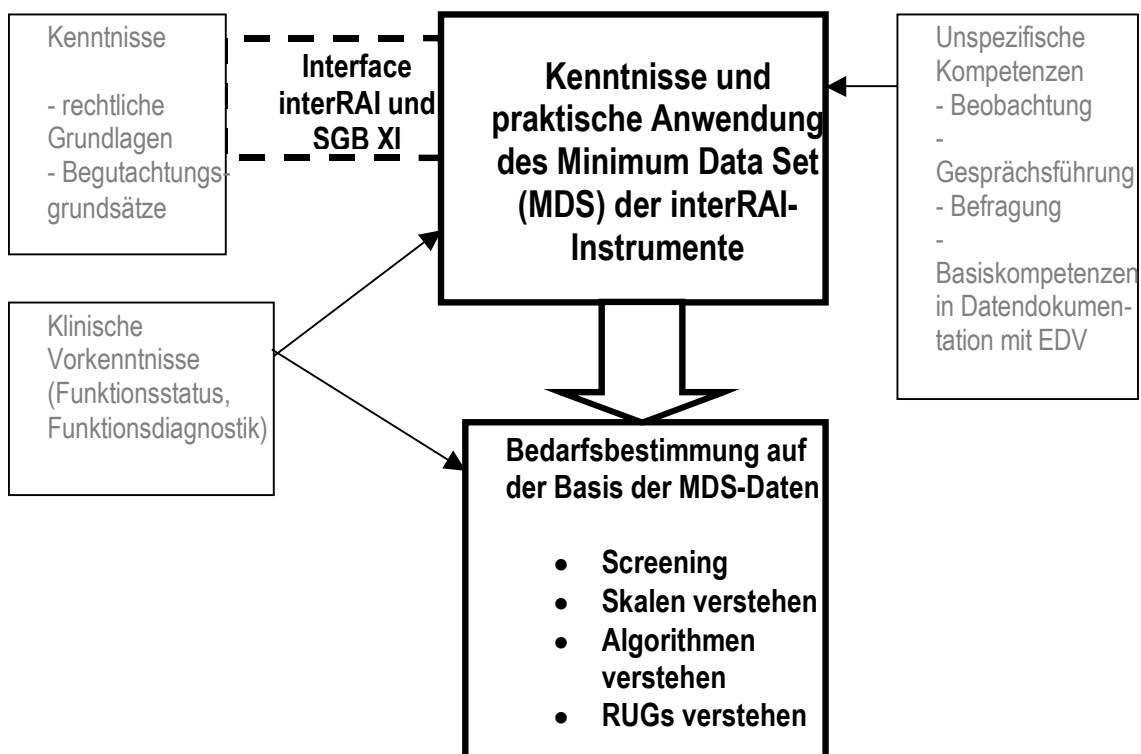 Kenntnisse
- rechtliche
Grundlagen
- Begutachtungs-
grundsätze
Interface
interRAI und
SGB XI
Kenntnisse und
praktische Anwendung
des Minimum Data Set
(MDS) der interRAI-
Instrumente
Unspezifische
Kompetenzen
- Beobachtung
-
Gesprächsführung
- Befragung
-
Basiskompetenzen
in Datendokumen-
tation mit EDV
Klinische
Vorkenntnisse
(Funktionsstatus,
Funktionsdiagnostik)
Bedarfsbestimmung auf
der Basis der MDS-Daten
• Screening
• Skalen verstehen
• Algorithmen
verstehen
• RUGs verstehen